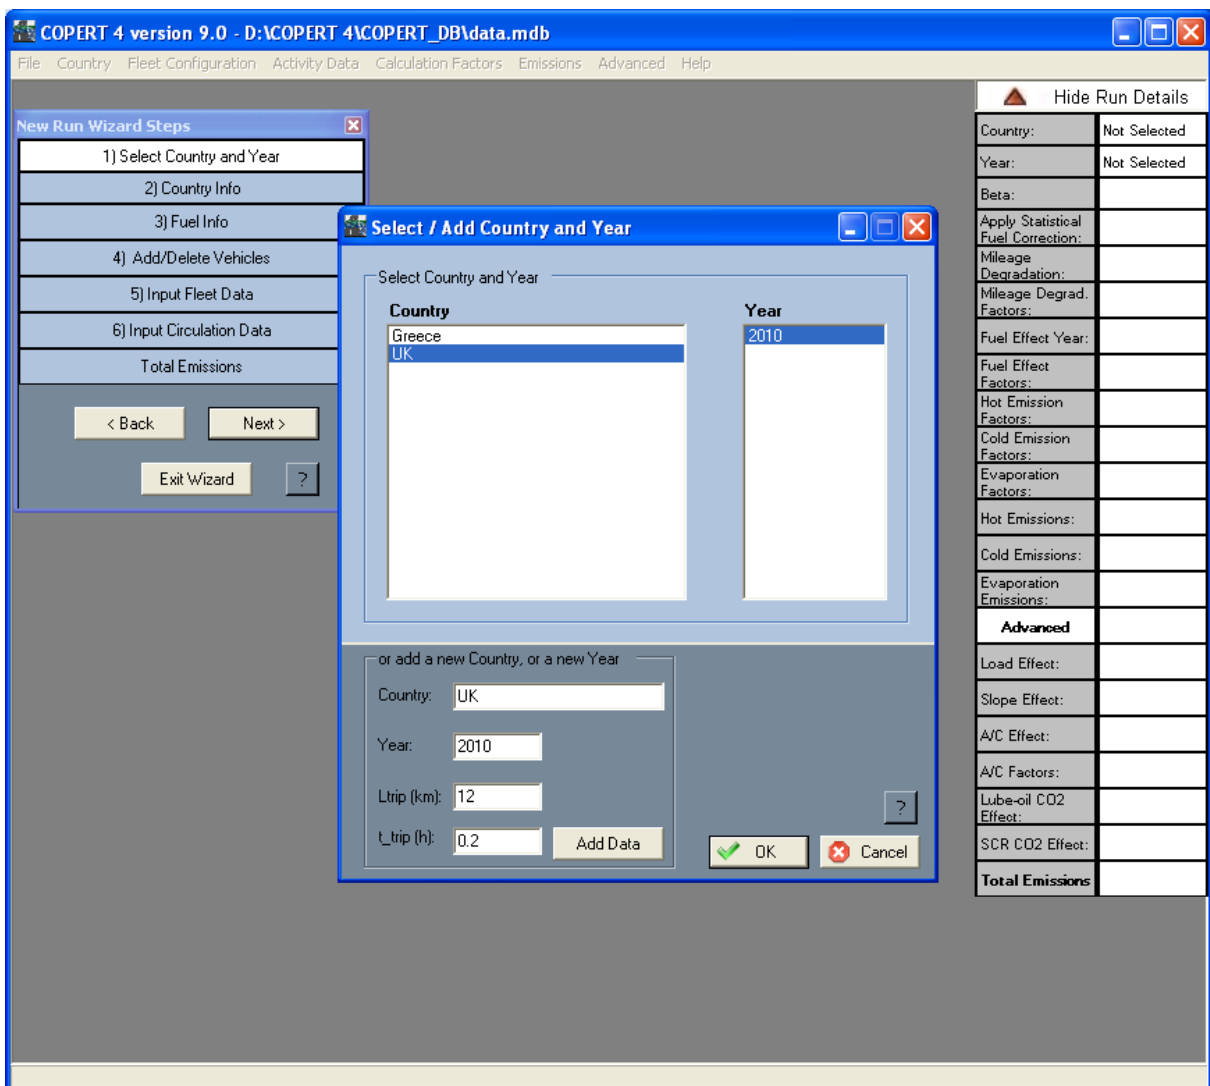 COPERT 4 version 9.0 - D:\COPERT 4\COPERT_DB\data.mdb
File Country Fleet Configuration Activity Data Calculation Factors Emissions Advanced Help
Hide Run Details
New Run Wizard Steps
1) Select Country and Year
2) Country Info
3) Fuel Info
4) Add/Delete Vehicles
5) Input Fleet Data
6) Input Circulation Data
Total Emissions
< Back Next >
Exit Wizard ?
Select / Add Country and Year
Select Country and Year
Country Year
Greece 2010
UK
or add a new Country, or a new Year
Country: UK
Year: 2010
Ltrip (km): 12
t_trip (h): 0.2
Add Data
?
OK Cancel
Country: Not Selected
Year: Not Selected
Beta:
Apply Statistical
Fuel Correction:
Mileage
Degradation:
Mileage Degrad.
Factors:
Fuel Effect Year:
Fuel Effect
Factors:
Hot Emission
Factors:
Cold Emission
Factors:
Evaporation
Factors:
Hot Emissions:
Cold Emissions:
Evaporation
Emissions:
Advanced
Load Effect:
Slope Effect:
A/C Effect:
A/C Factors:
Lube-oil CO2
Effect:
SCR CO2 Effect:
Total Emissions